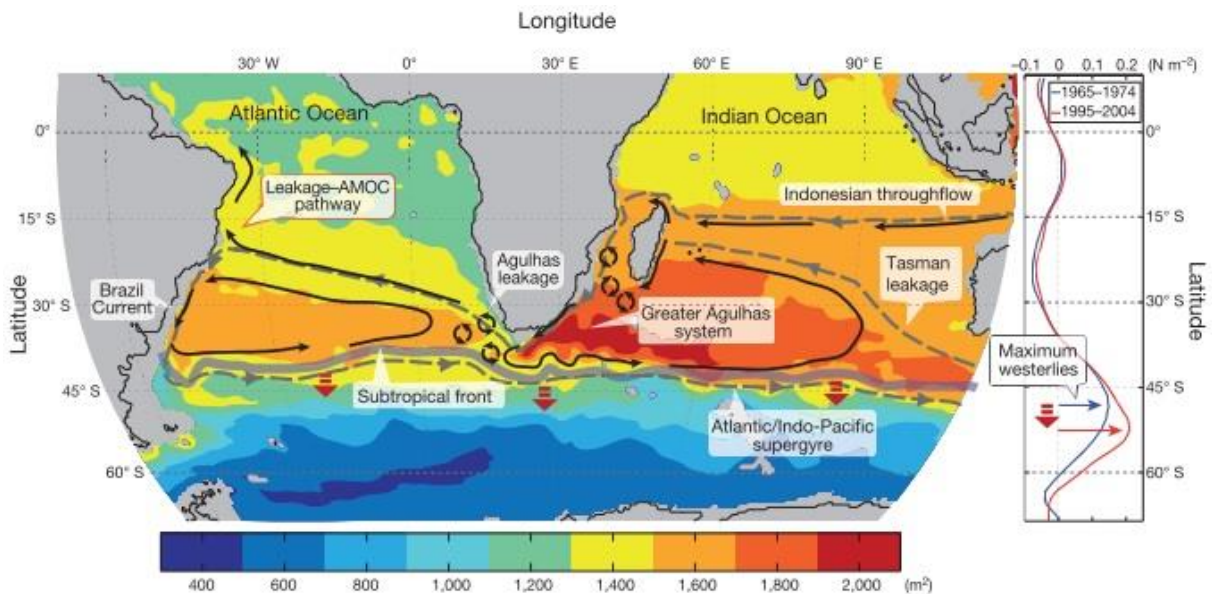 Longitude
30° W 0° 30° E 60° E 90° E
−0.1 0 0.1 0.2 (N m⁻²)
1965–1974
1995–2004
Atlantic Ocean
Indian Ocean
0°
0°
Leakage–AMOC
pathway
Indonesian throughflow
15° S
15° S
Agulhas
leakage
Tasman
leakage
Brazil
Current
30° S
30° S
Greater Agulhas
system
Latitude
Latitude
Maximum
westerlies
45° S
45° S
Subtropical front
Atlantic/Indo-Pacific
supergyre
60° S
60° S
400 600 800 1,000 1,200 1,400 1,600 1,800 2,000 (m²)